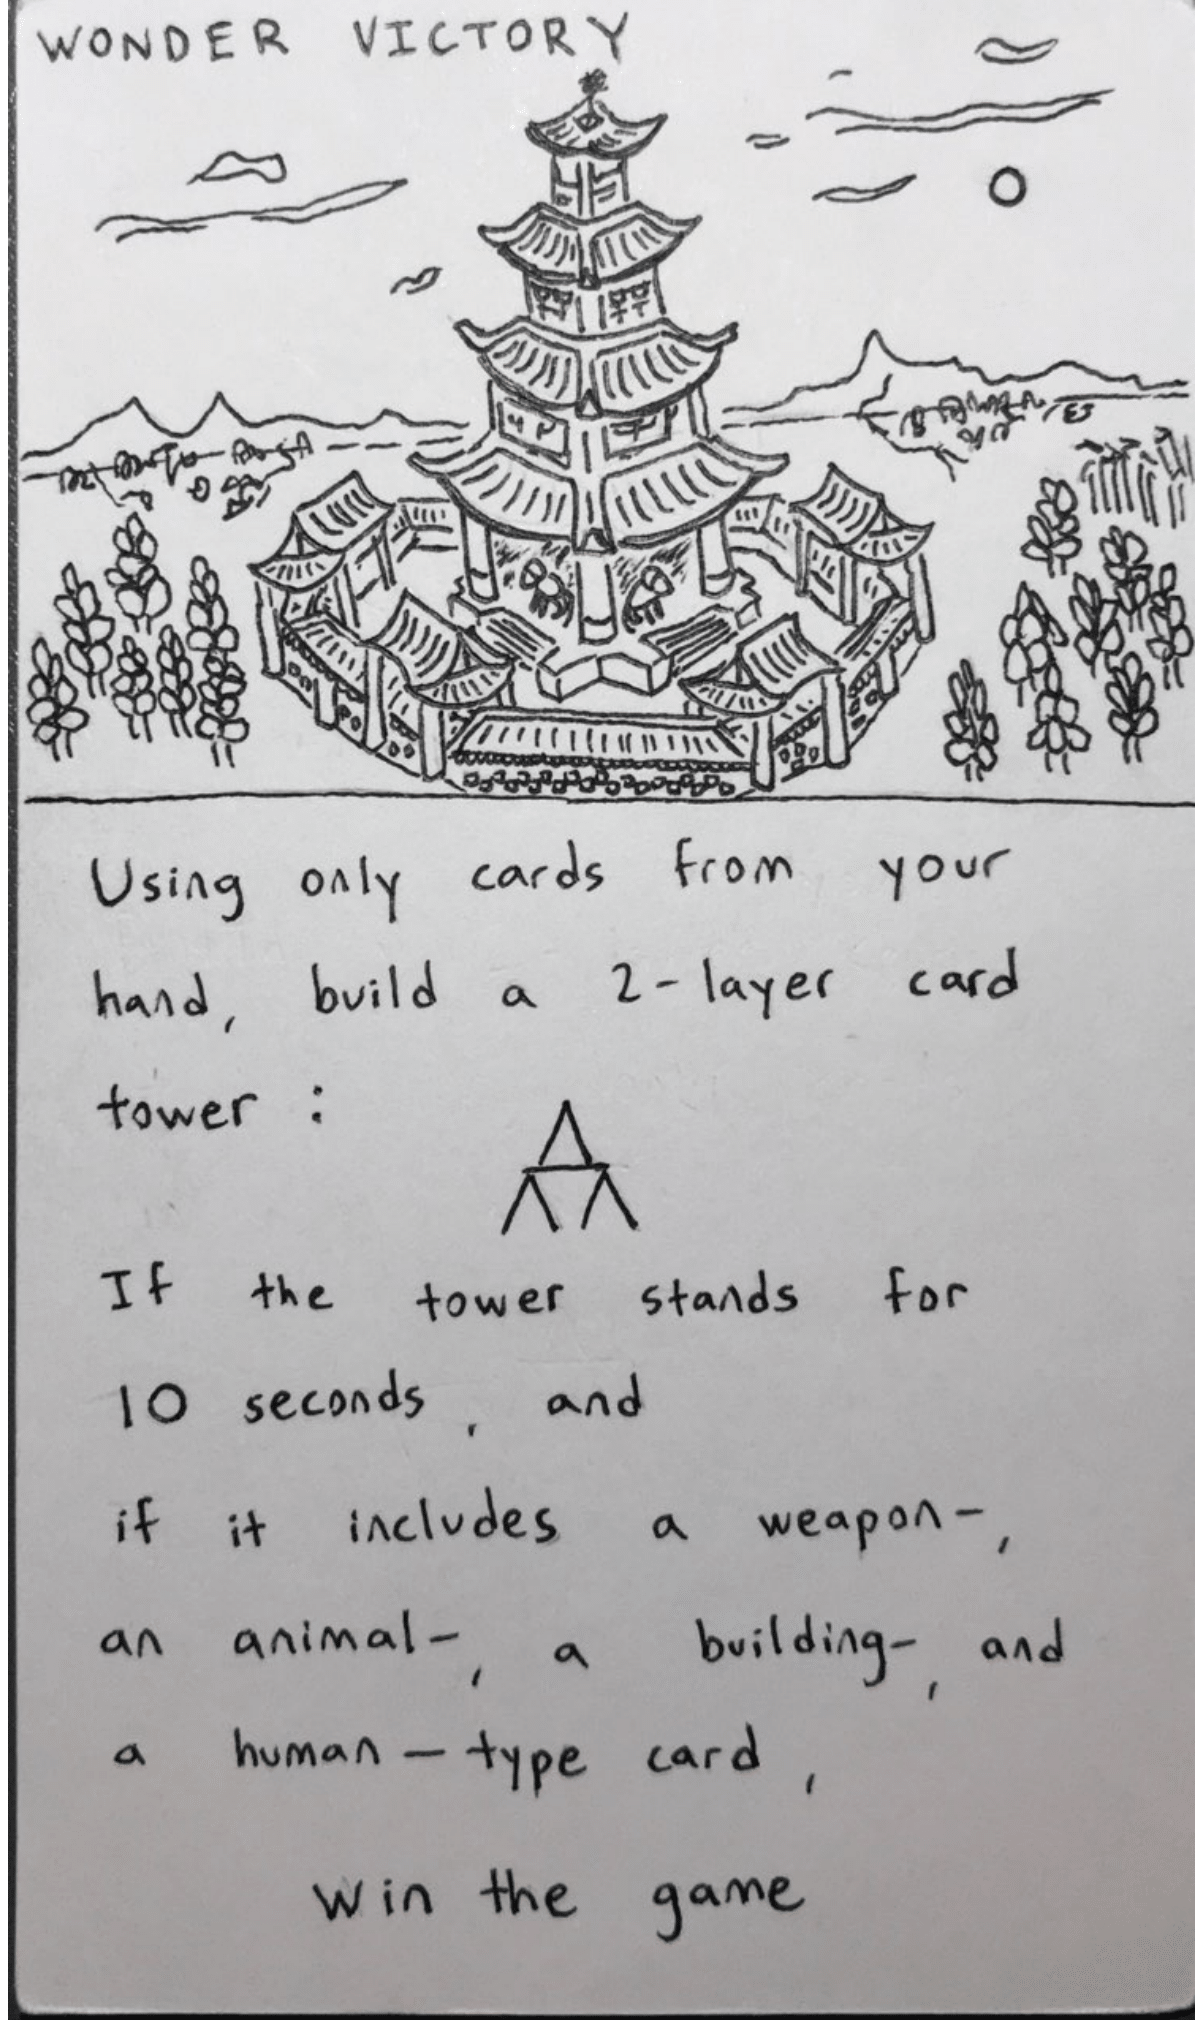 WONDER VICTORY
Using only cards from your
hand, build a 2-layer card
tower :
If the tower stands for
10 seconds, and
if it includes a weapon-,
an animal-, a building-, and
a human-type card,
win the game